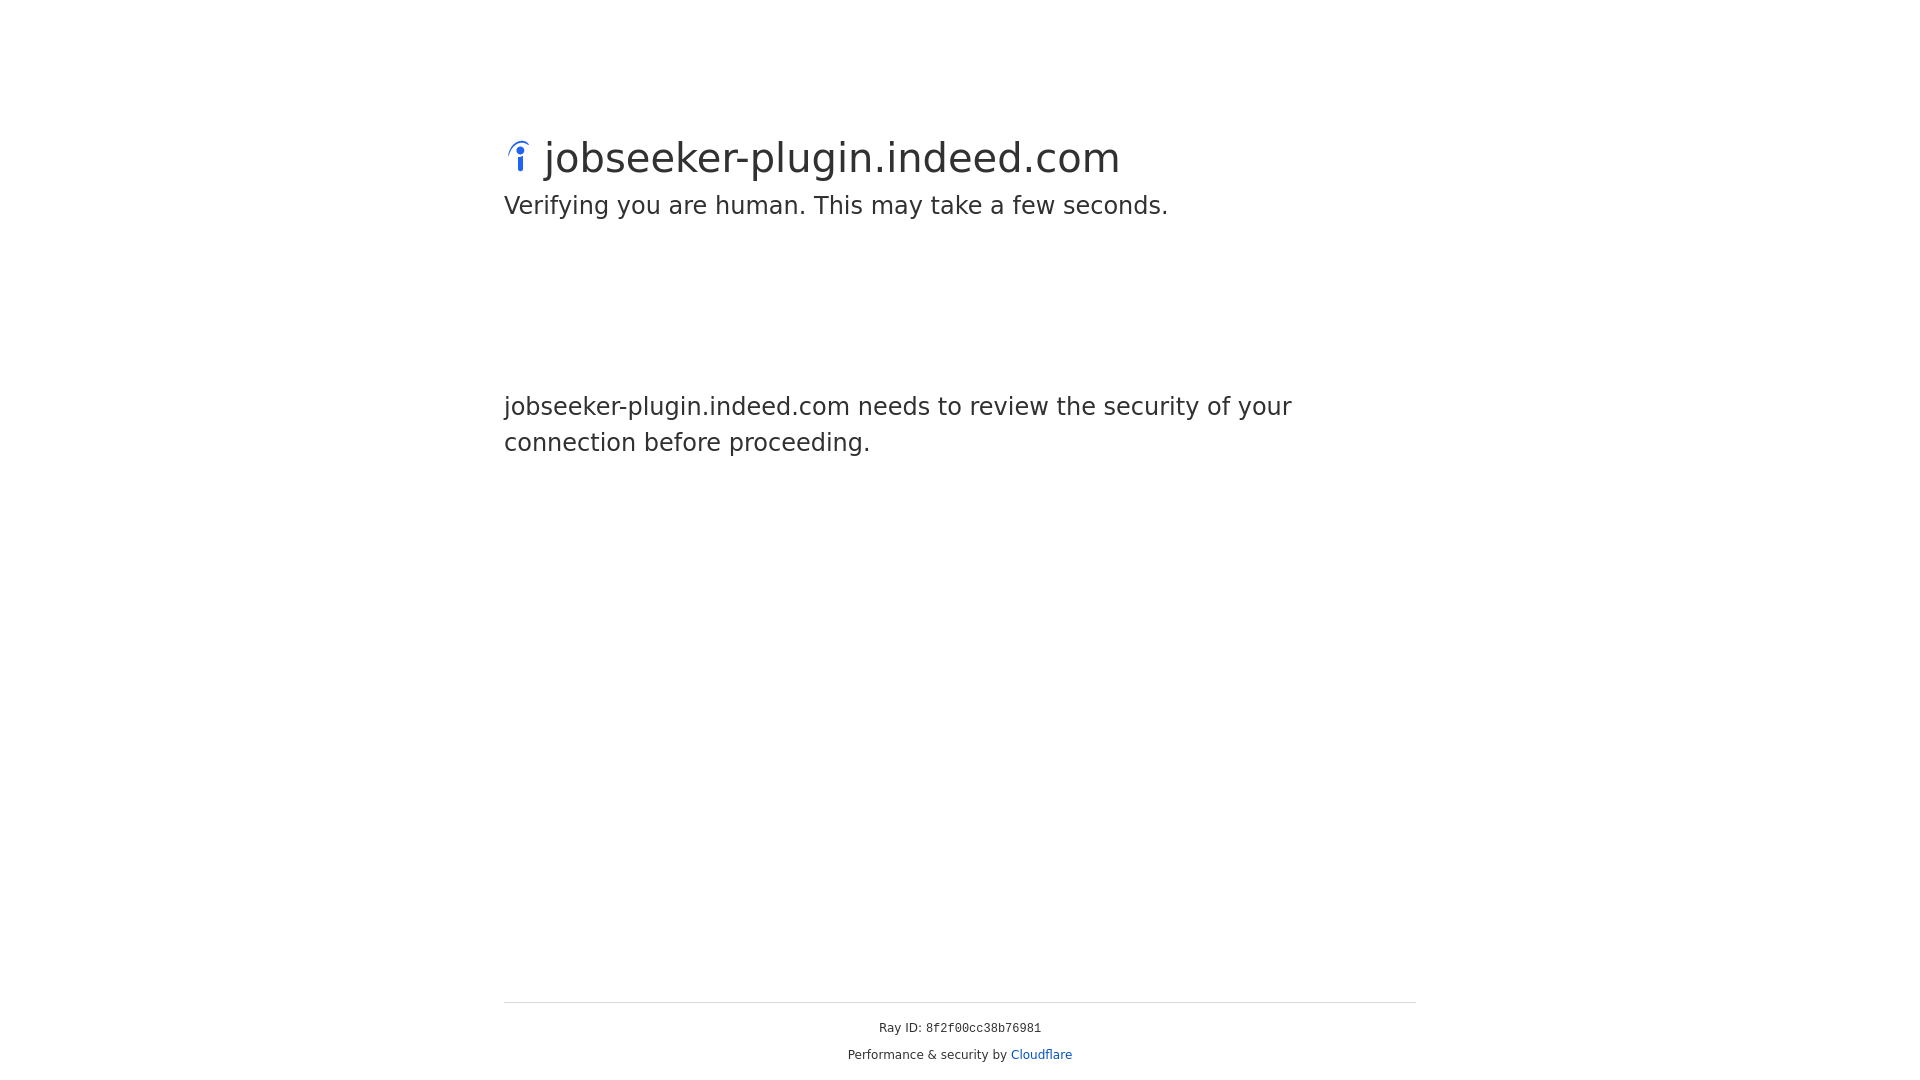 jobseeker-plugin.indeed.com
Verifying you are human. This may take a few seconds.
jobseeker-plugin.indeed.com needs to review the security of your
connection before proceeding.
Ray ID: 8f2f00cc38b76981
Performance & security by Cloudflare